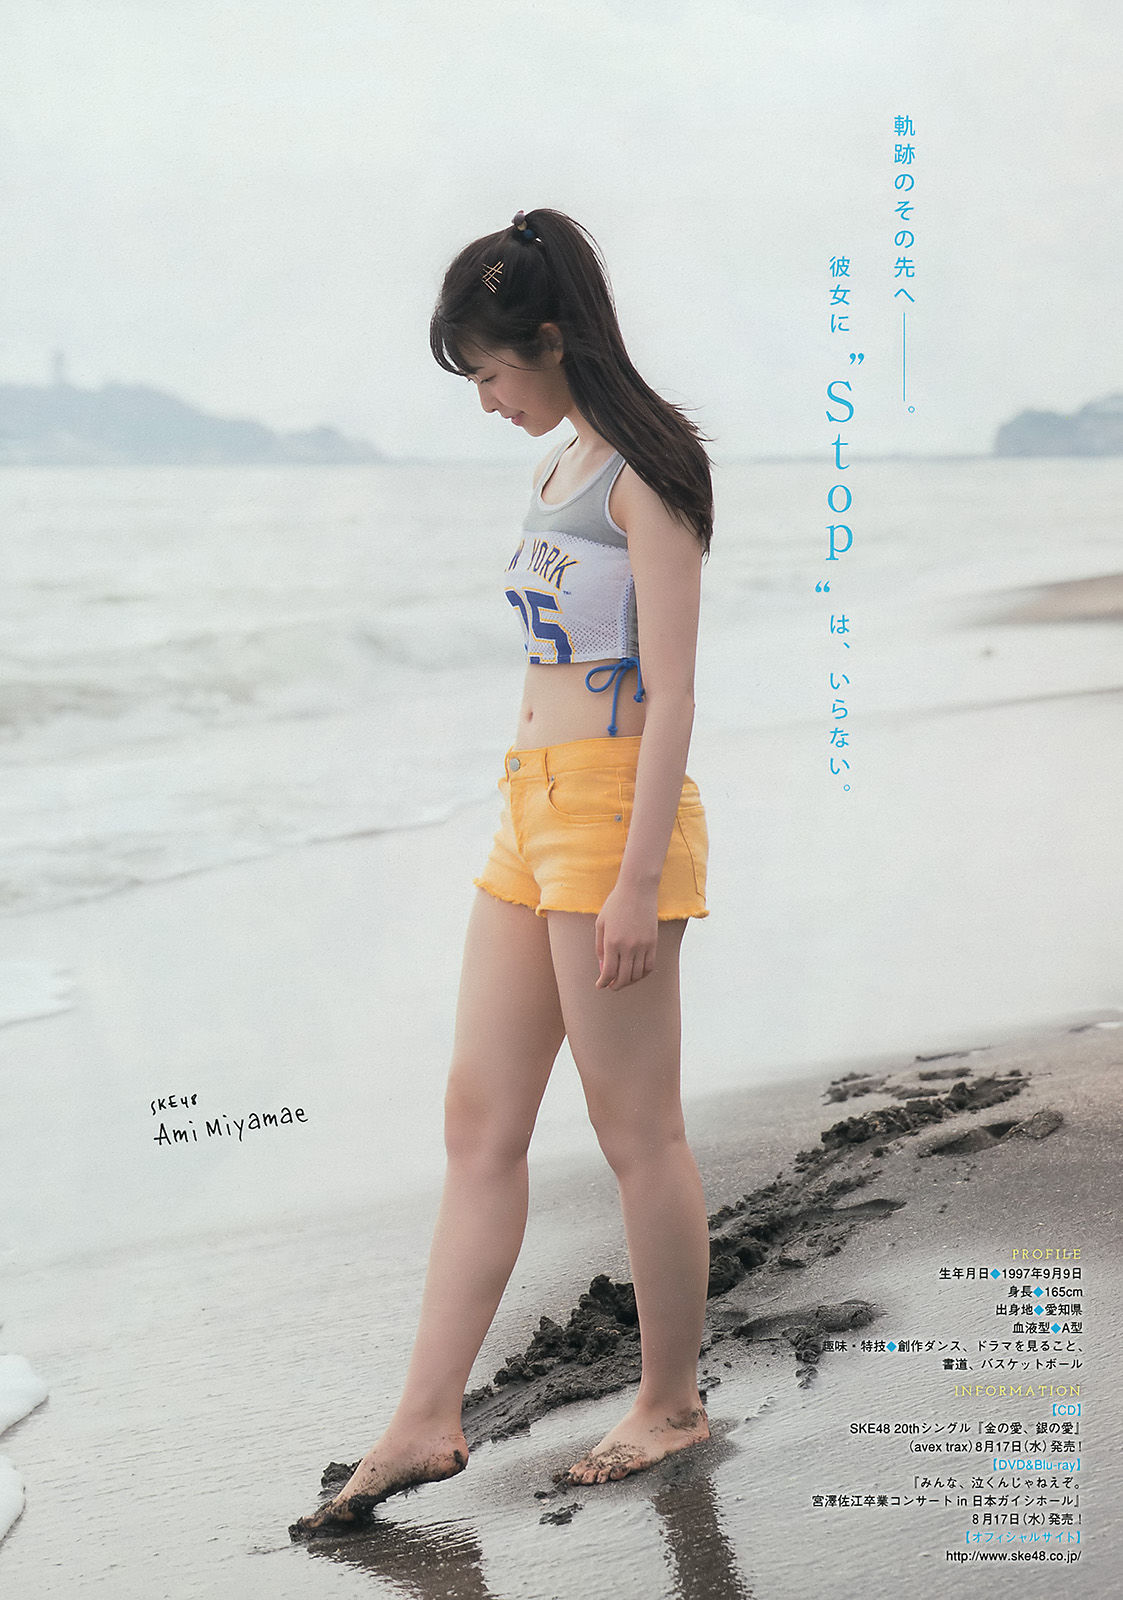 軌跡のその先へ――。
彼女に”Stop“は、いらない。
YORK
05
SKE48
Ami Miyamae
PROFILE
生年月日◆1997年9月9日
身長◆165cm
出身地◆愛知県
血液型◆A型
趣味・特技◆創作ダンス、ドラマを見ること、
書道、バスケットボール
INFORMATION
【CD】
SKE48 20thシングル『金の愛、銀の愛』
(avex trax) 8月17日(水)発売!
【DVD&Blu-ray】
『みんな、泣くんじゃねえぞ。
宮澤佐江卒業コンサート in 日本ガイシホール』
8月17日(水)発売!
【オフィシャルサイト】
http://www.ske48.co.jp/